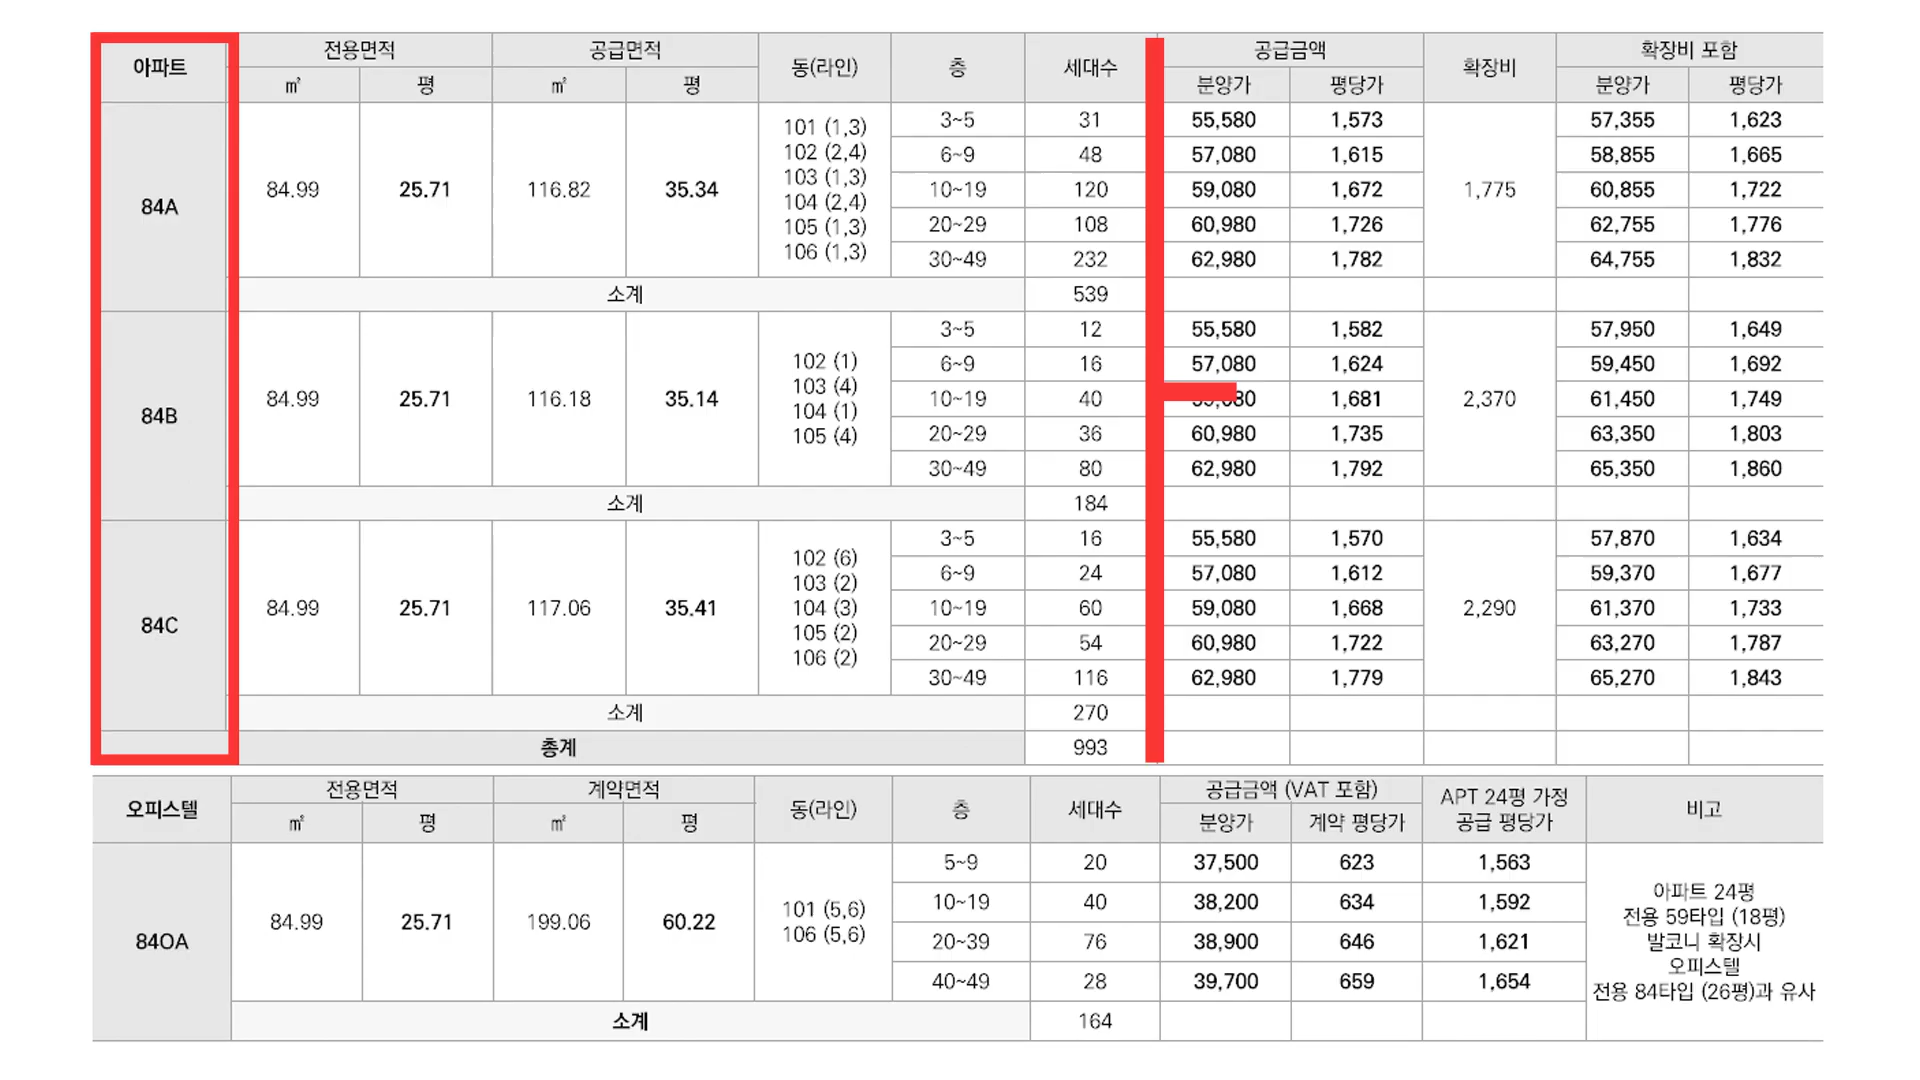 아파트 전용면적 공급면적 동(라인) 층 세대수 공급금액 확장비 확장비 포함
㎡ 평 ㎡ 평 분양가 평당가 분양가 평당가
84A 84.99 25.71 116.82 35.34 1,775
101 (1,3)
102 (2,4)
103 (1,3)
104 (2,4)
105 (1,3)
106 (1,3)
3~5 31 55,580 1,573 57,355 1,623
6~9 48 57,080 1,615 58,855 1,665
10~19 120 59,080 1,672 60,855 1,722
20~29 108 60,980 1,726 62,755 1,776
30~49 232 62,980 1,782 64,755 1,832
소계 539
84B 84.99 25.71 116.18 35.14 2,370
102 (1)
103 (4)
104 (1)
105 (4)
3~5 12 55,580 1,582 57,950 1,649
6~9 16 57,080 1,624 59,450 1,692
10~19 40 1,681 61,450 1,749
20~29 36 60,980 1,735 63,350 1,803
30~49 80 62,980 1,792 65,350 1,860
소계 184
84C 84.99 25.71 117.06 35.41 2,290
102 (6)
103 (2)
104 (3)
105 (2)
106 (2)
3~5 16 55,580 1,570 57,870 1,634
6~9 24 57,080 1,612 59,370 1,677
10~19 60 59,080 1,668 61,370 1,733
20~29 54 60,980 1,722 63,270 1,787
30~49 116 62,980 1,779 65,270 1,843
소계 270
총계 993
오피스텔 전용면적 계약면적 동(라인) 층 세대수 공급금액 (VAT 포함) APT 24평 가정 비고
㎡ 평 ㎡ 평 분양가 계약 평당가 공급 평당가
84OA 84.99 25.71 199.06 60.22
101 (5,6)
106 (5,6)
5~9 20 37,500 623 1,563
10~19 40 38,200 634 1,592
20~39 76 38,900 646 1,621
40~49 28 39,700 659 1,654
아파트 24평
전용 59타입 (18평)
발코니 확장시
오피스텔
전용 84타입 (26평)과 유사
소계 164